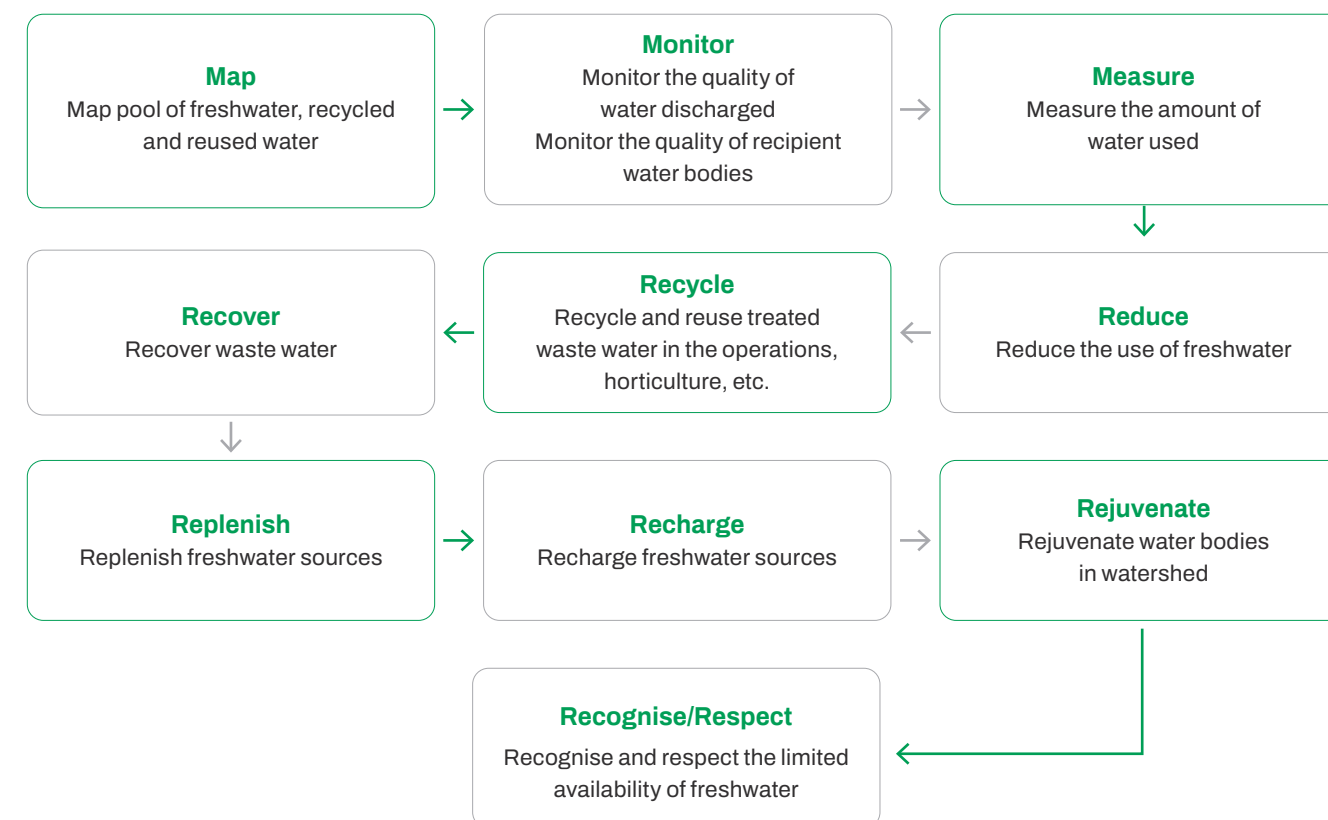 Map
Map pool of freshwater, recycled
and reused water
Monitor
Monitor the quality of
water discharged
Monitor the quality of recipient
water bodies
Measure
Measure the amount of
water used
Reduce
Reduce the use of freshwater
Recycle
Recycle and reuse treated
waste water in the operations,
horticulture, etc.
Recover
Recover waste water
Replenish
Replenish freshwater sources
Recharge
Recharge freshwater sources
Rejuvenate
Rejuvenate water bodies
in watershed
Recognise/Respect
Recognise and respect the limited
availability of freshwater